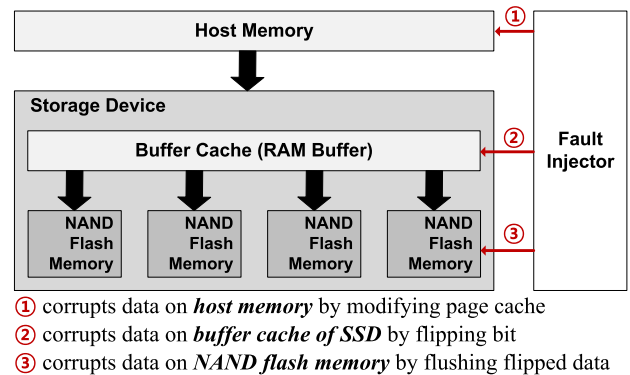 Host Memory
①
Storage Device
Buffer Cache (RAM Buffer)
②
Fault
Injector
NAND
Flash
Memory
NAND
Flash
Memory
NAND
Flash
Memory
NAND
Flash
Memory
③
① corrupts data on host memory by modifying page cache
② corrupts data on buffer cache of SSD by flipping bit
③ corrupts data on NAND flash memory by flushing flipped data